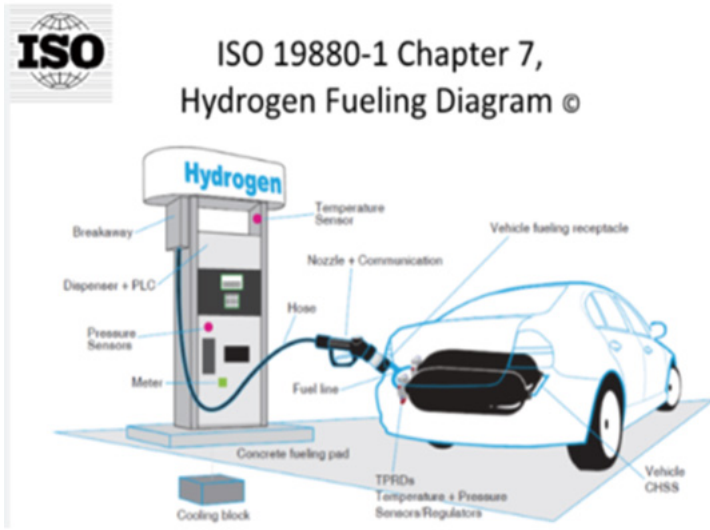 ISO
ISO 19880-1 Chapter 7,
Hydrogen Fueling Diagram ©
Hydrogen
Temperature
Sensor
Breakaway
Vehicle fueling receptacle
Nozzle + Communication
Dispenser + PLC
Hose
Pressure
Sensors
Meter
Fuel line
Concrete fueling pad
Vehicle
CHSS
TPRDs
Temperature + Pressure
Sensors/Regulators
Cooling block